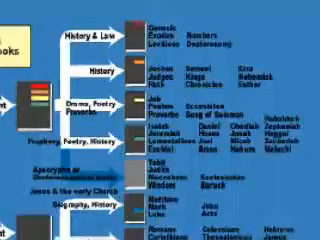 ooks
History & Law
Genesis
Exodus Numbers
Leviticus Deuteronomy
History
Joshua Samuel Ezra
Judges Kings Nehemiah
Ruth Chronicles Esther
nt
Drama, Poetry
Proverbs
Job
Psalms Ecclesiastes
Proverbs Song of Solomon
Prophesy, Poetry, History
Habakkuk
Isaiah Daniel Obadiah Zephaniah
Jeremiah Hosea Jonah Haggai
Lamentations Joel Micah Zechariah
Ezekiel Amos Nahum Malachi
Apocrypha or
Tobit
Judith
Maccabees Ecclesiasticus
Wisdom Baruch
Jesus & the early Church
Biography, History
Matthew
Mark John
Luke Acts
nt
Romans Colossians Hebrews
Corinthians Thessalonians James